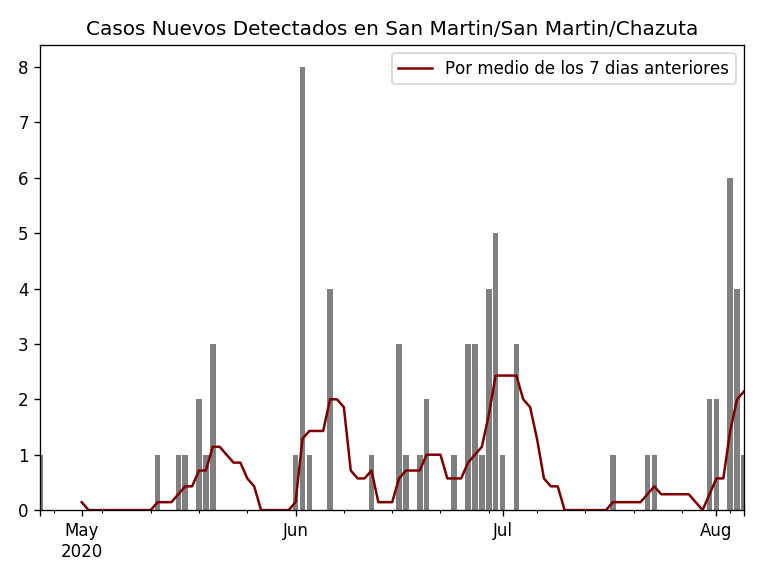 Casos Nuevos Detectados en San Martin/San Martin/Chazuta
Por medio de los 7 dias anteriores
8
7
6
5
4
3
2
1
0
May
2020
Jun
Jul
Aug